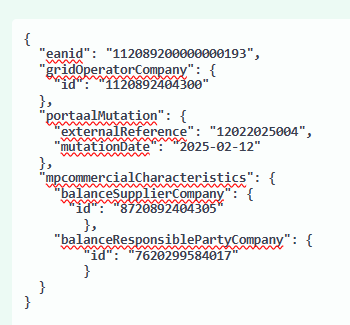 {
  "eanid": "112089200000000193",
  "gridOperatorCompany": {
    "id": "1120892404300"
  },
  "portaalMutation": {
    "externalReference": "12022025004",
    "mutationDate": "2025-02-12"
  },
  "mpcommercialCharacteristics": {
    "balanceSupplierCompany": {
      "id": "8720892404305"
        },
    "balanceResponsiblePartyCompany": {
        "id": "7620299584017"
        }
  }
}